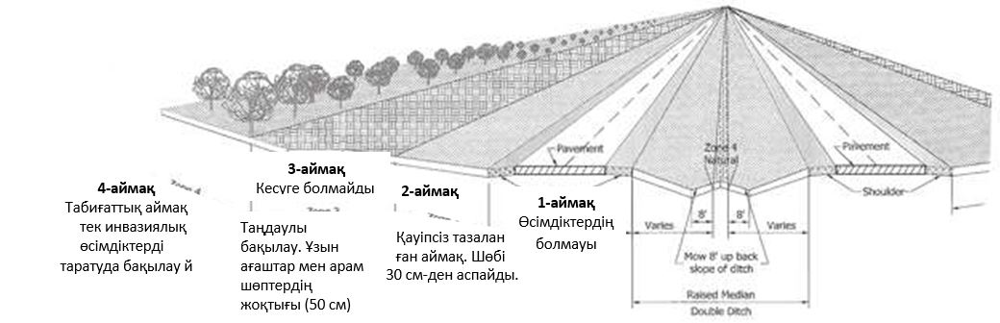 4-аймақ
Табиғаттық аймақ
тек инвазиялық
өсімдіктерді
таратуда бақылау й
Zone 4
3-аймақ
Кесуге болмайды
Таңдаулы
бақылау. Ұзын
ағаштар мен арам
шөптердің
жоқтығы (50 см)
2-аймақ
Қауіпсіз тазалан
ған аймақ. Шөбі
30 см-ден аспайды.
1-аймақ
Өсімдіктердің
болмауы
Pavement
Zone 4
Natural
Pavement
Shoulder
8'
8'
Varies
Varies
Mow 8' up back
slope of ditch
Raised Median
Double Ditch